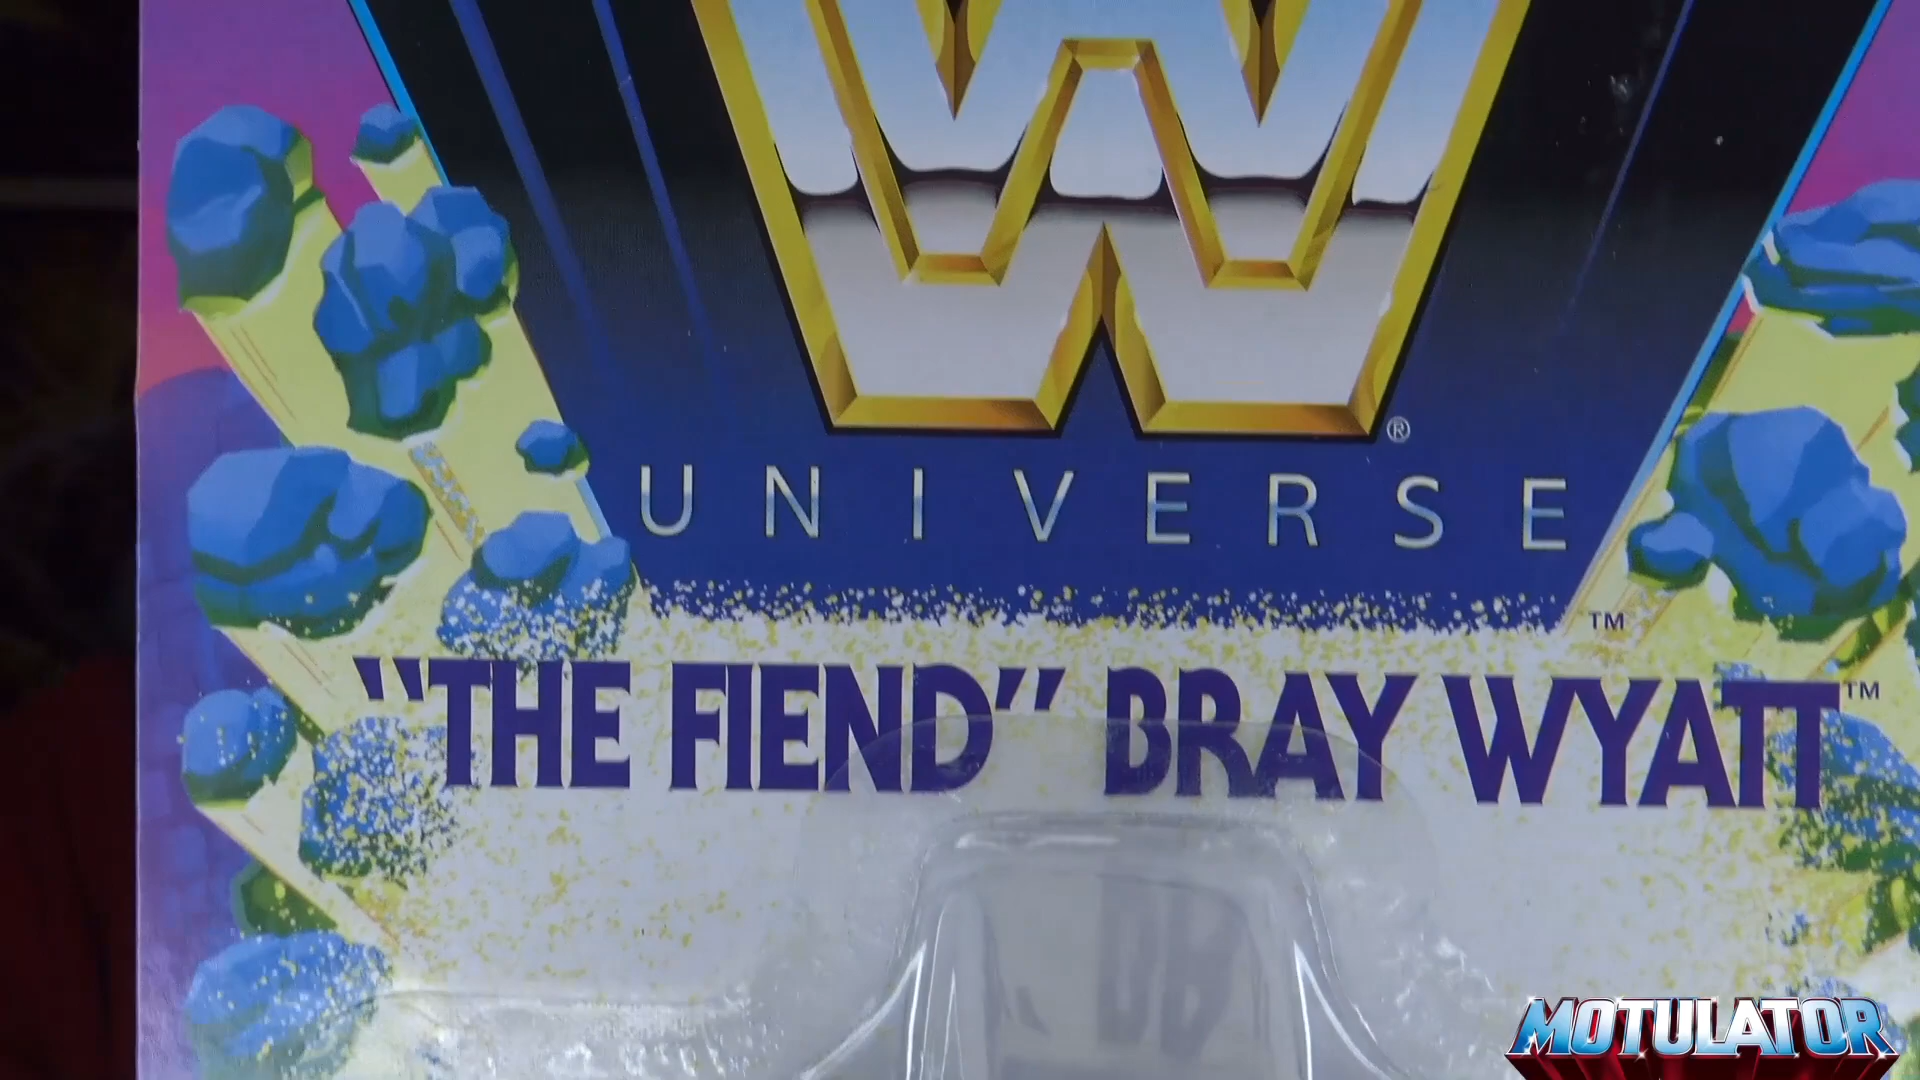 W
®
UNIVERSE
™
"THE FIEND" BRAY WYATT™
MOTULATOR